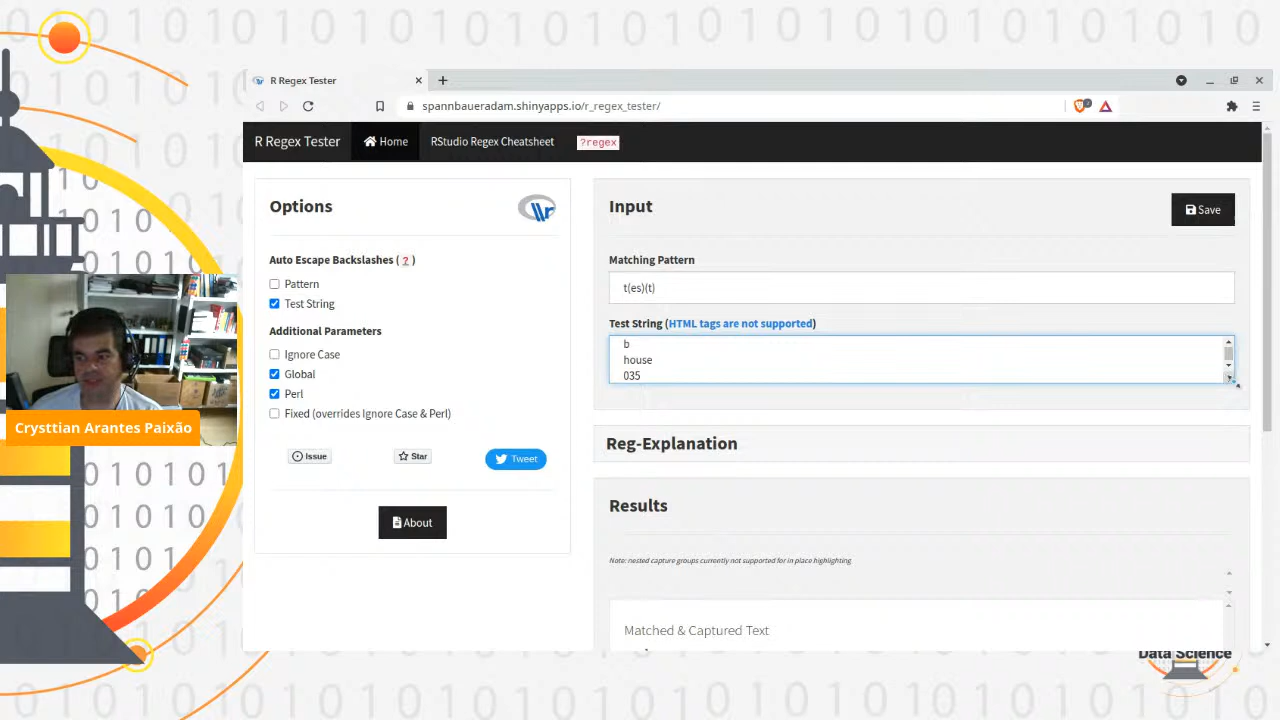 R Regex Tester
spannbaueradam.shinyapps.io/r_regex_tester/
R Regex Tester
Home
RStudio Regex Cheatsheet
?regex
Options
Auto Escape Backslashes ( ? )
Pattern
Test String
Additional Parameters
Ignore Case
Global
Perl
Fixed (overrides Ignore Case & Perl)
Issue
Star
Tweet
About
Input
Save
Matching Pattern
t(es)(t)
Test String (HTML tags are not supported)
b
house
035
Reg-Explanation
Results
Note: nested capture groups currently not supported for in place highlighting
Matched & Captured Text
Crysttian Arantes Paixão
Data Science